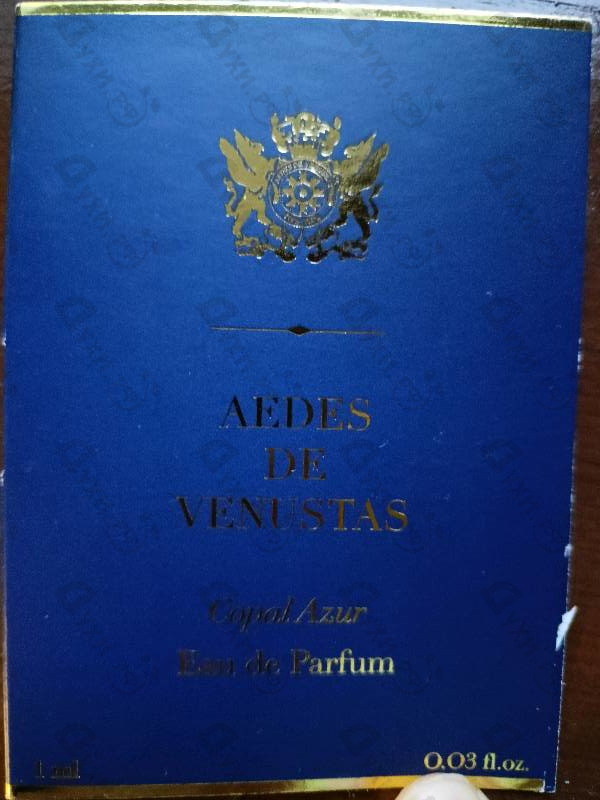 AEDES
DE
VENUSTAS
Copal Azur
Eau de Parfum
1 ml
0.03 fl.oz.